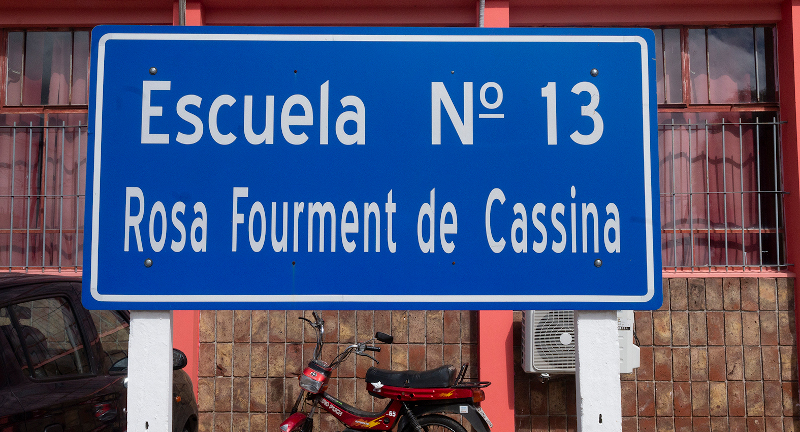 Escuela Nº 13
Rosa Fourment de Cassina